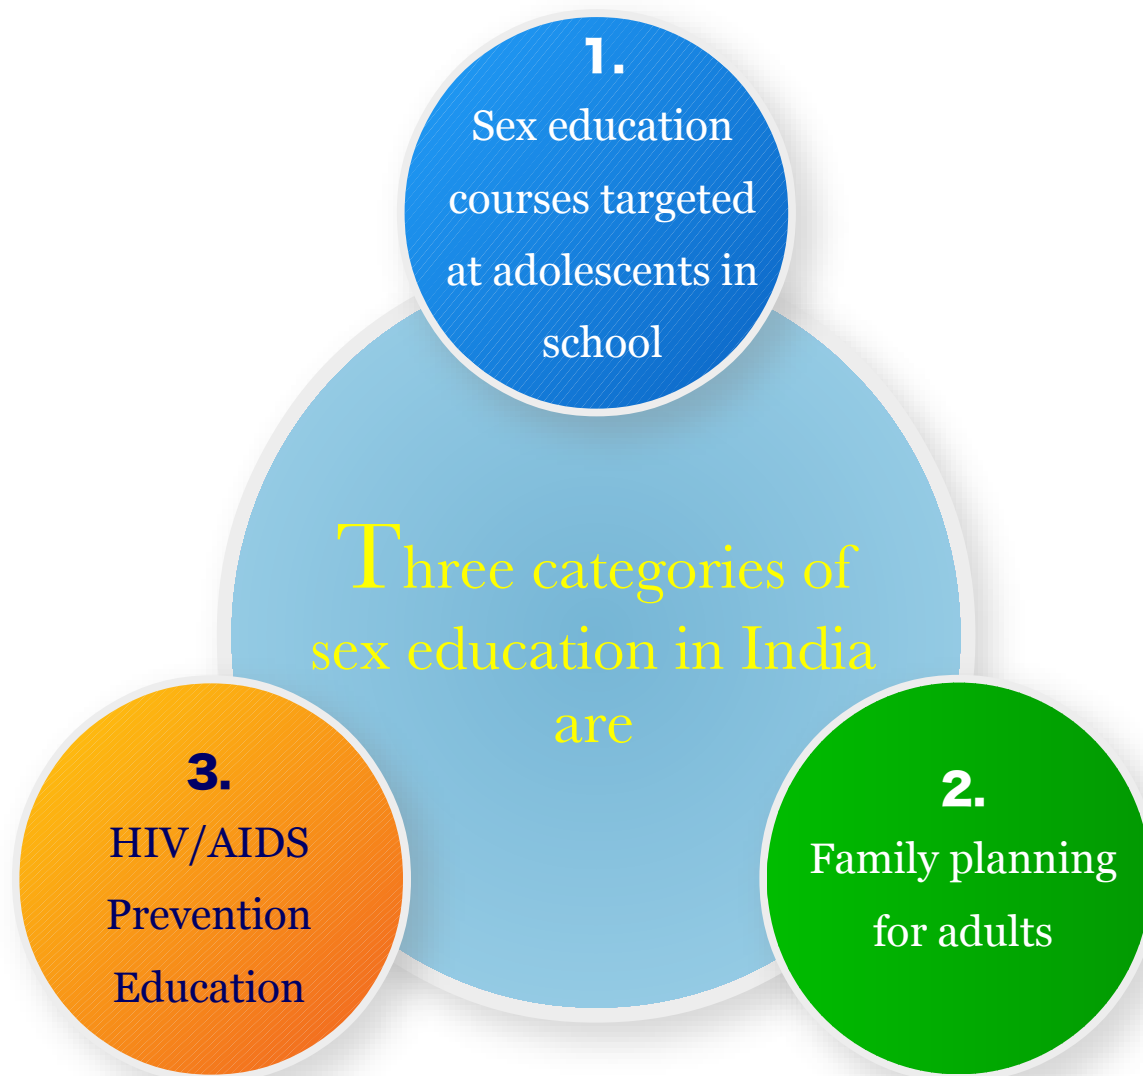 1.
Sex education
courses targeted
at adolescents in
school
Three categories of
sex education in India
are
2.
Family planning
for adults
3.
HIV/AIDS
Prevention
Education